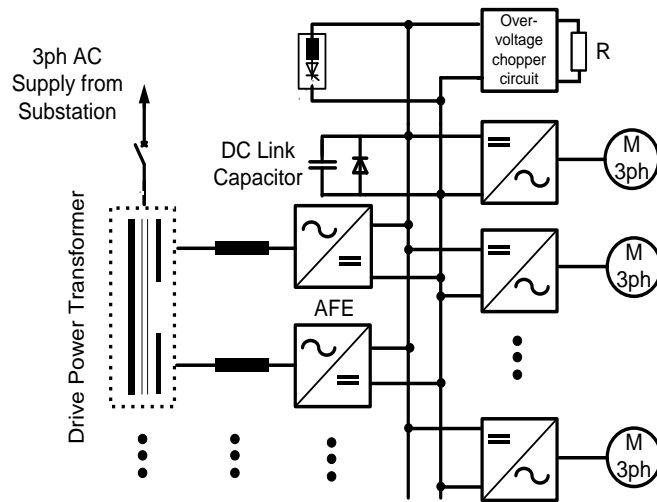 3ph AC
Supply from
Substation
Over-
voltage
chopper
circuit
R
DC Link
Capacitor
M
3ph
Drive Power Transformer
AFE
M
3ph
M
3ph